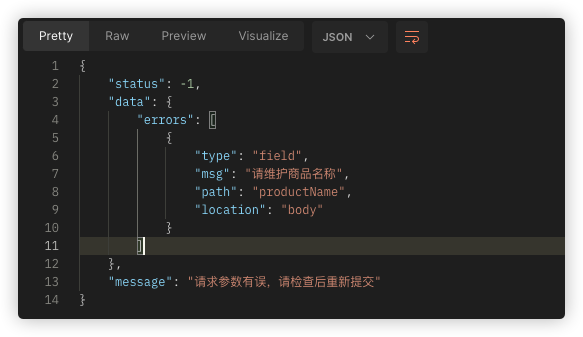 Pretty Raw Preview Visualize JSON
1 {
2 "status": -1,
3 "data": {
4 "errors": [
5 {
6 "type": "field",
7 "msg": "请维护商品名称",
8 "path": "productName",
9 "location": "body"
10 }
11 ]
12 },
13 "message": "请求参数有误，请检查后重新提交"
14 }